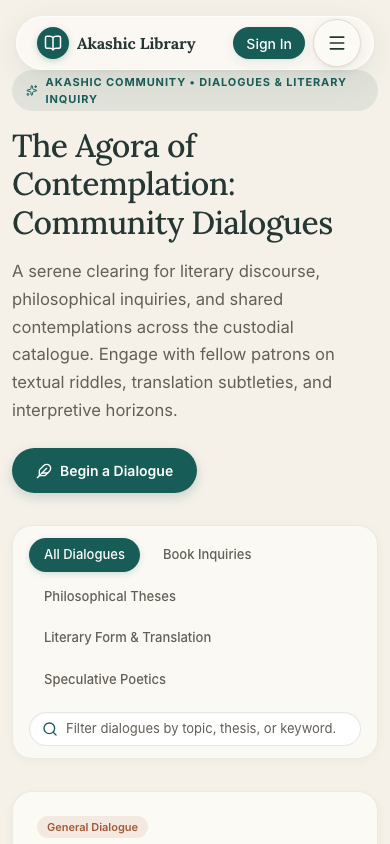 Akashic Library
Sign In
AKASHIC COMMUNITY • DIALOGUES & LITERARY
INQUIRY
The Agora of
Contemplation:
Community Dialogues
A serene clearing for literary discourse,
philosophical inquiries, and shared
contemplations across the custodial
catalogue. Engage with fellow patrons on
textual riddles, translation subtleties, and
interpretive horizons.
Begin a Dialogue
All Dialogues
Book Inquiries
Philosophical Theses
Literary Form & Translation
Speculative Poetics
Filter dialogues by topic, thesis, or keyword.
General Dialogue